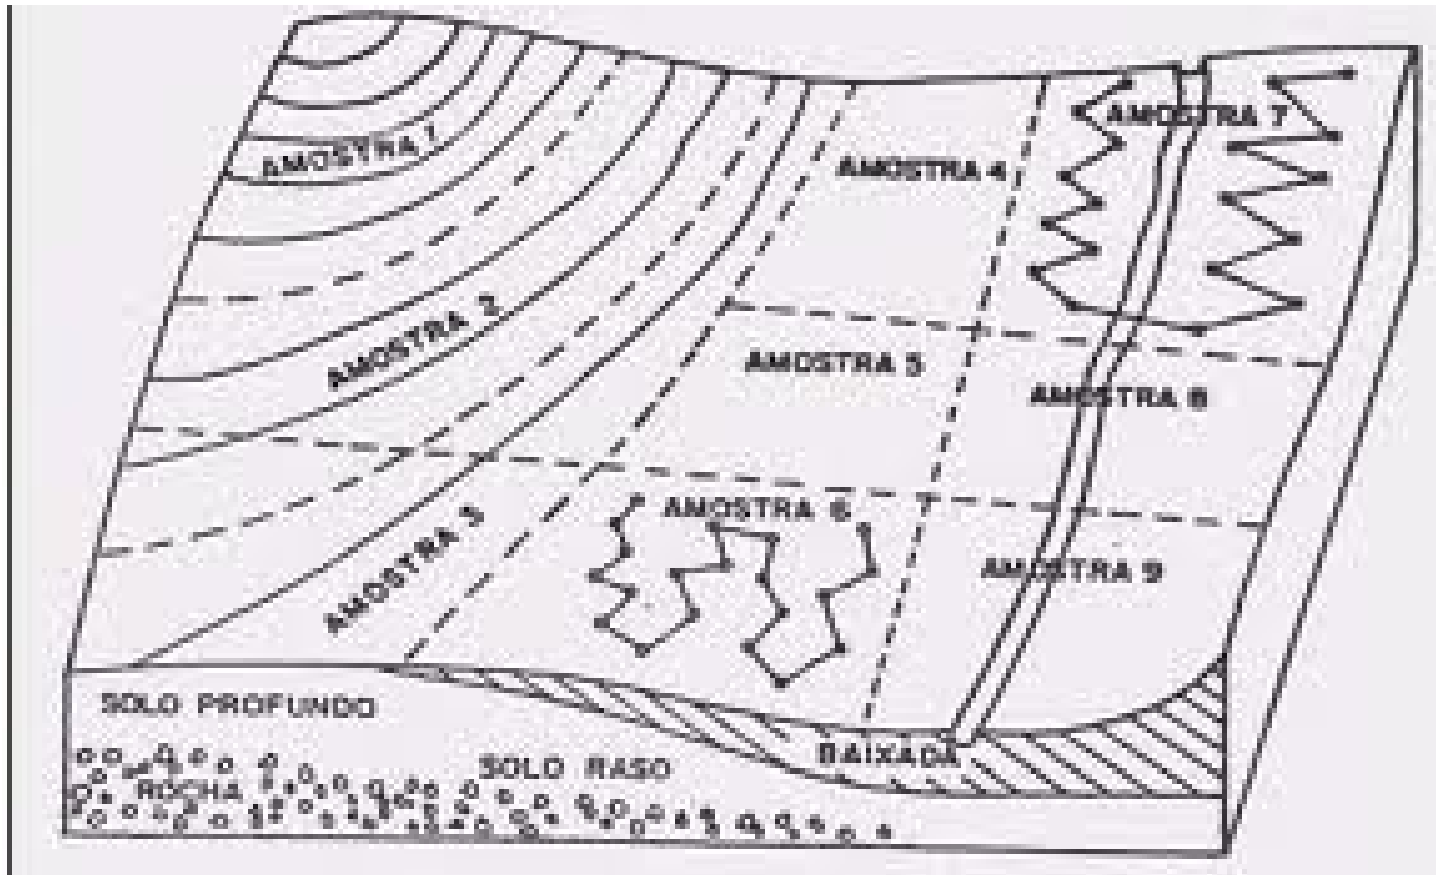 AMOSTRA 1
AMOSTRA 2
AMOSTRA 3
AMOSTRA 4
AMOSTRA 5
AMOSTRA 6
AMOSTRA 7
AMOSTRA 8
AMOSTRA 9
SOLO PROFUNDO
ROCHA
SOLO RASO
BAIXADA